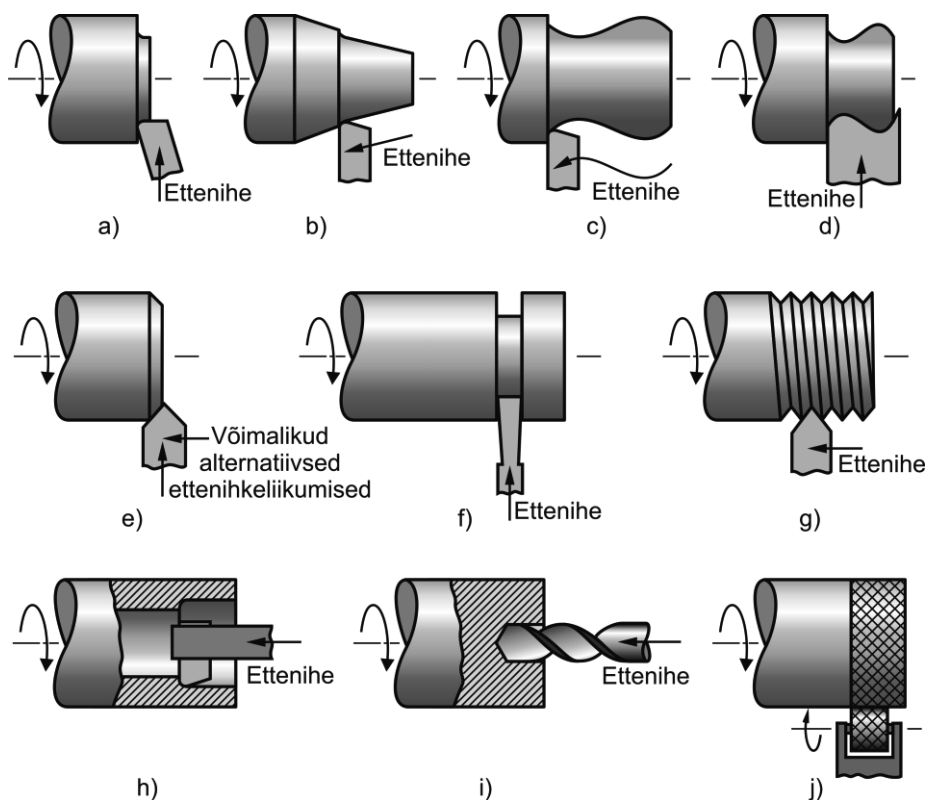 Ettenihe
a)
Ettenihe
b)
Ettenihe
c)
Ettenihe
d)
Võimalikud
alternatiivsed
ettenihkeliikumised
e)
Ettenihe
f)
Ettenihe
g)
Ettenihe
h)
Ettenihe
i)
j)